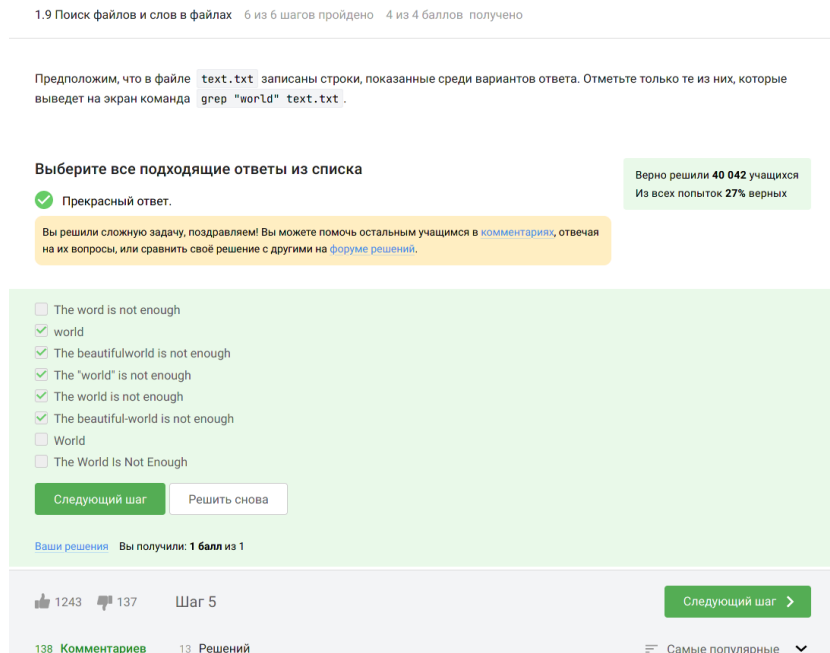 1.9 Поиск файлов и слов в файлах 6 из 6 шагов пройдено 4 из 4 баллов получено
Предположим, что в файле text.txt записаны строки, показанные среди вариантов ответа. Отметьте только те из них, которые
выведет на экран команда grep "world" text.txt.
Выберите все подходящие ответы из списка
Верно решили 40 042 учащихся
Из всех попыток 27% верных
Прекрасный ответ.
Вы решили сложную задачу, поздравляем! Вы можете помочь остальным учащимся в комментариях, отвечая
на их вопросы, или сравнить своё решение с другими на форуме решений.
The word is not enough
world
The beautifulworld is not enough
The "world" is not enough
The world is not enough
The beautiful-world is not enough
World
The World Is Not Enough
Следующий шаг Решить снова
Ваши решения Вы получили: 1 балл из 1
1243 137 Шаг 5 Следующий шаг
138 Комментариев 13 Решений Самые популярные